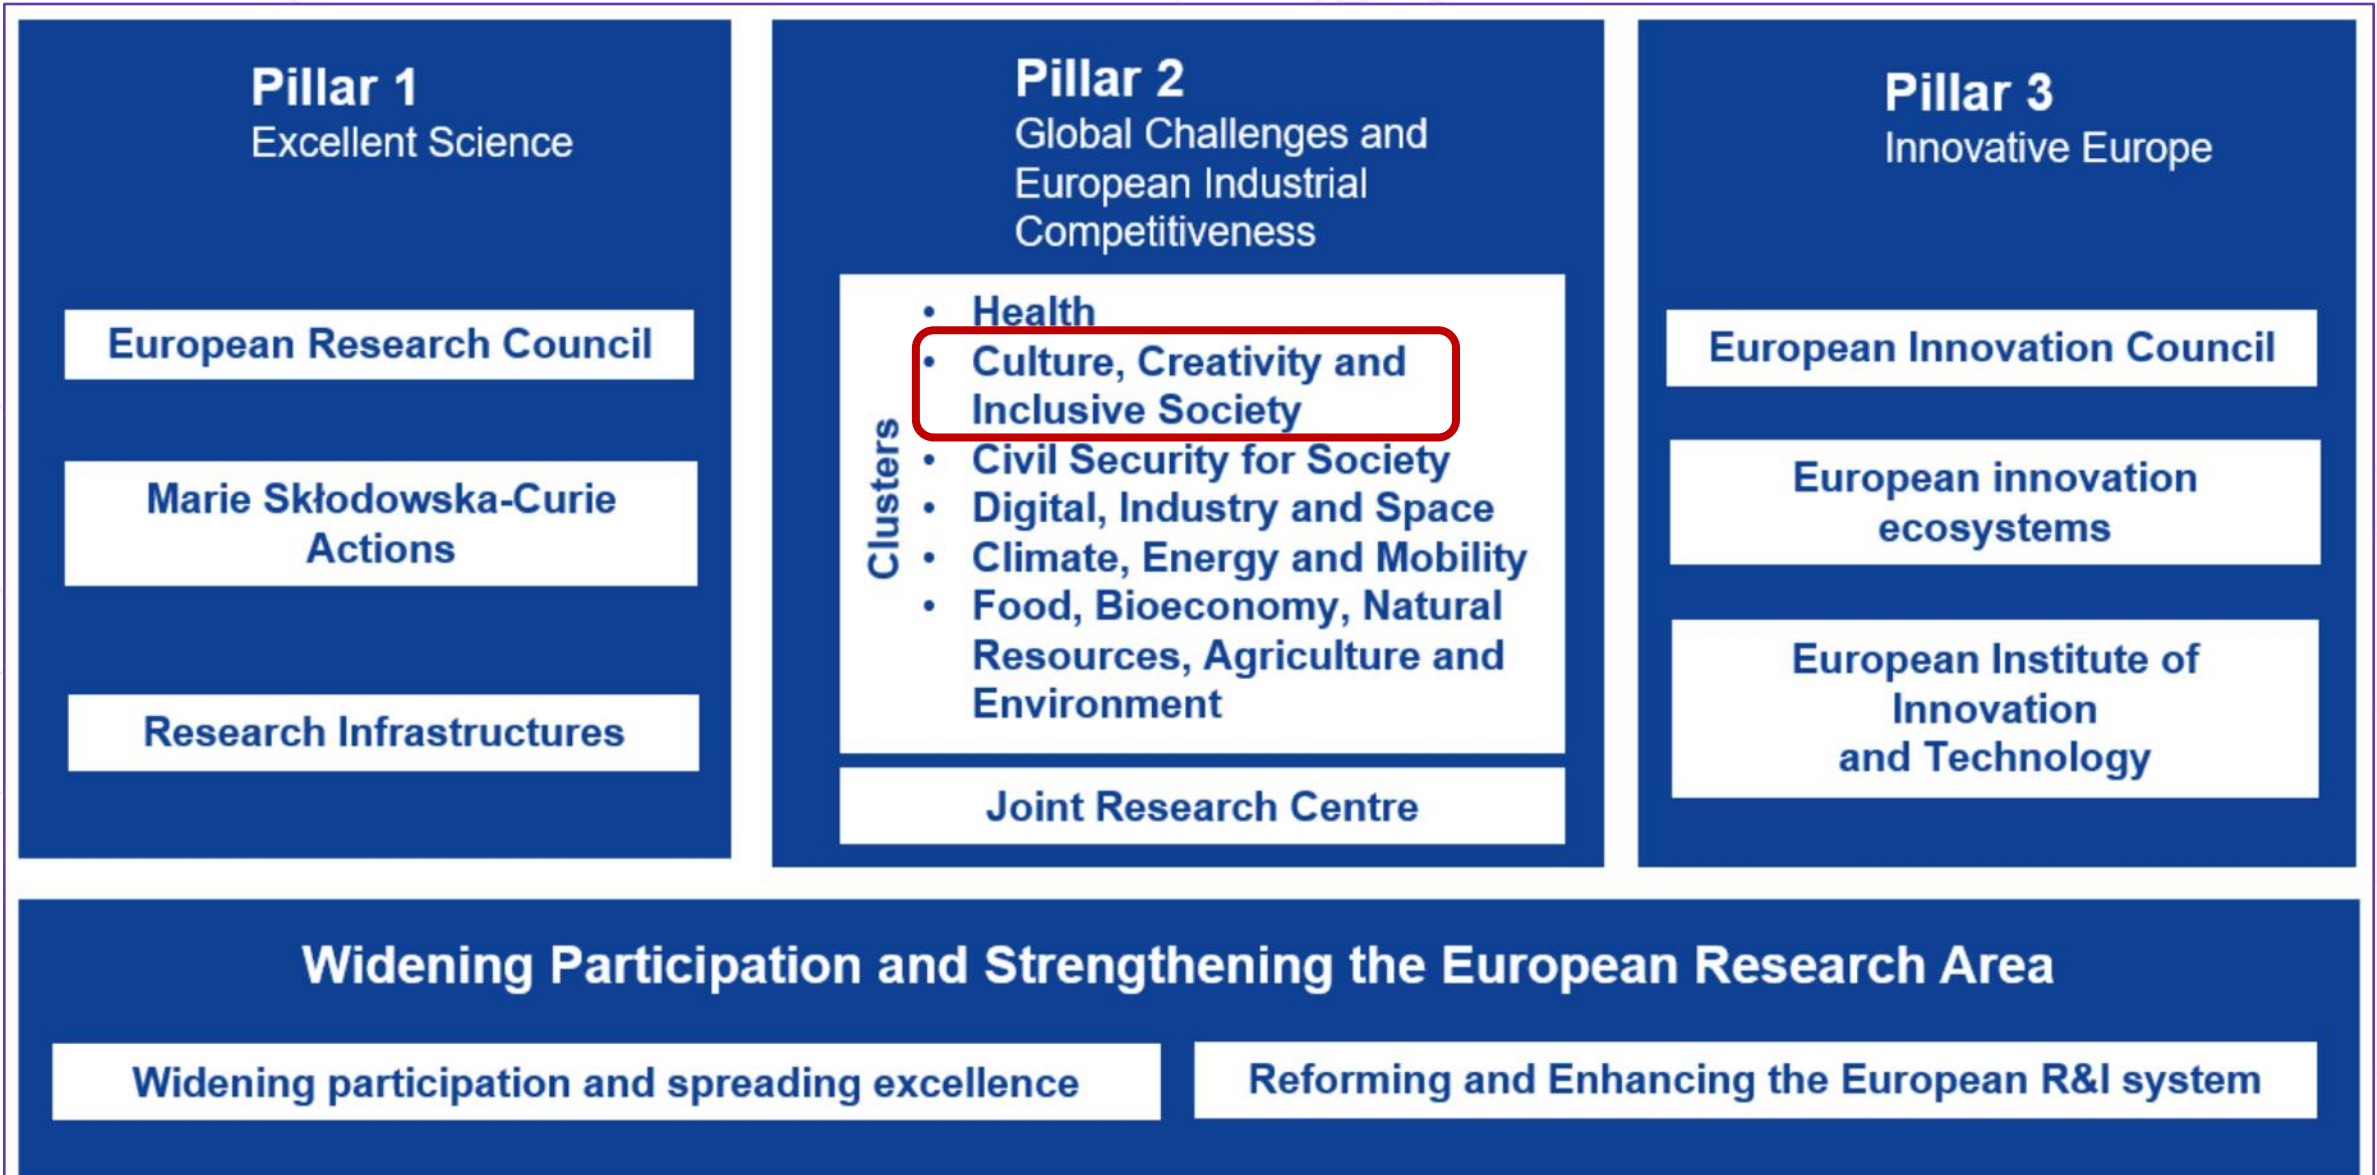 Pillar 1
Excellent Science
European Research Council
Marie Skłodowska-Curie
Actions
Research Infrastructures
Pillar 2
Global Challenges and
European Industrial
Competitiveness
Clusters
• Health
• Culture, Creativity and
Inclusive Society
• Civil Security for Society
• Digital, Industry and Space
• Climate, Energy and Mobility
• Food, Bioeconomy, Natural
Resources, Agriculture and
Environment
Joint Research Centre
Pillar 3
Innovative Europe
European Innovation Council
European innovation
ecosystems
European Institute of
Innovation
and Technology
Widening Participation and Strengthening the European Research Area
Widening participation and spreading excellence
Reforming and Enhancing the European R&I system